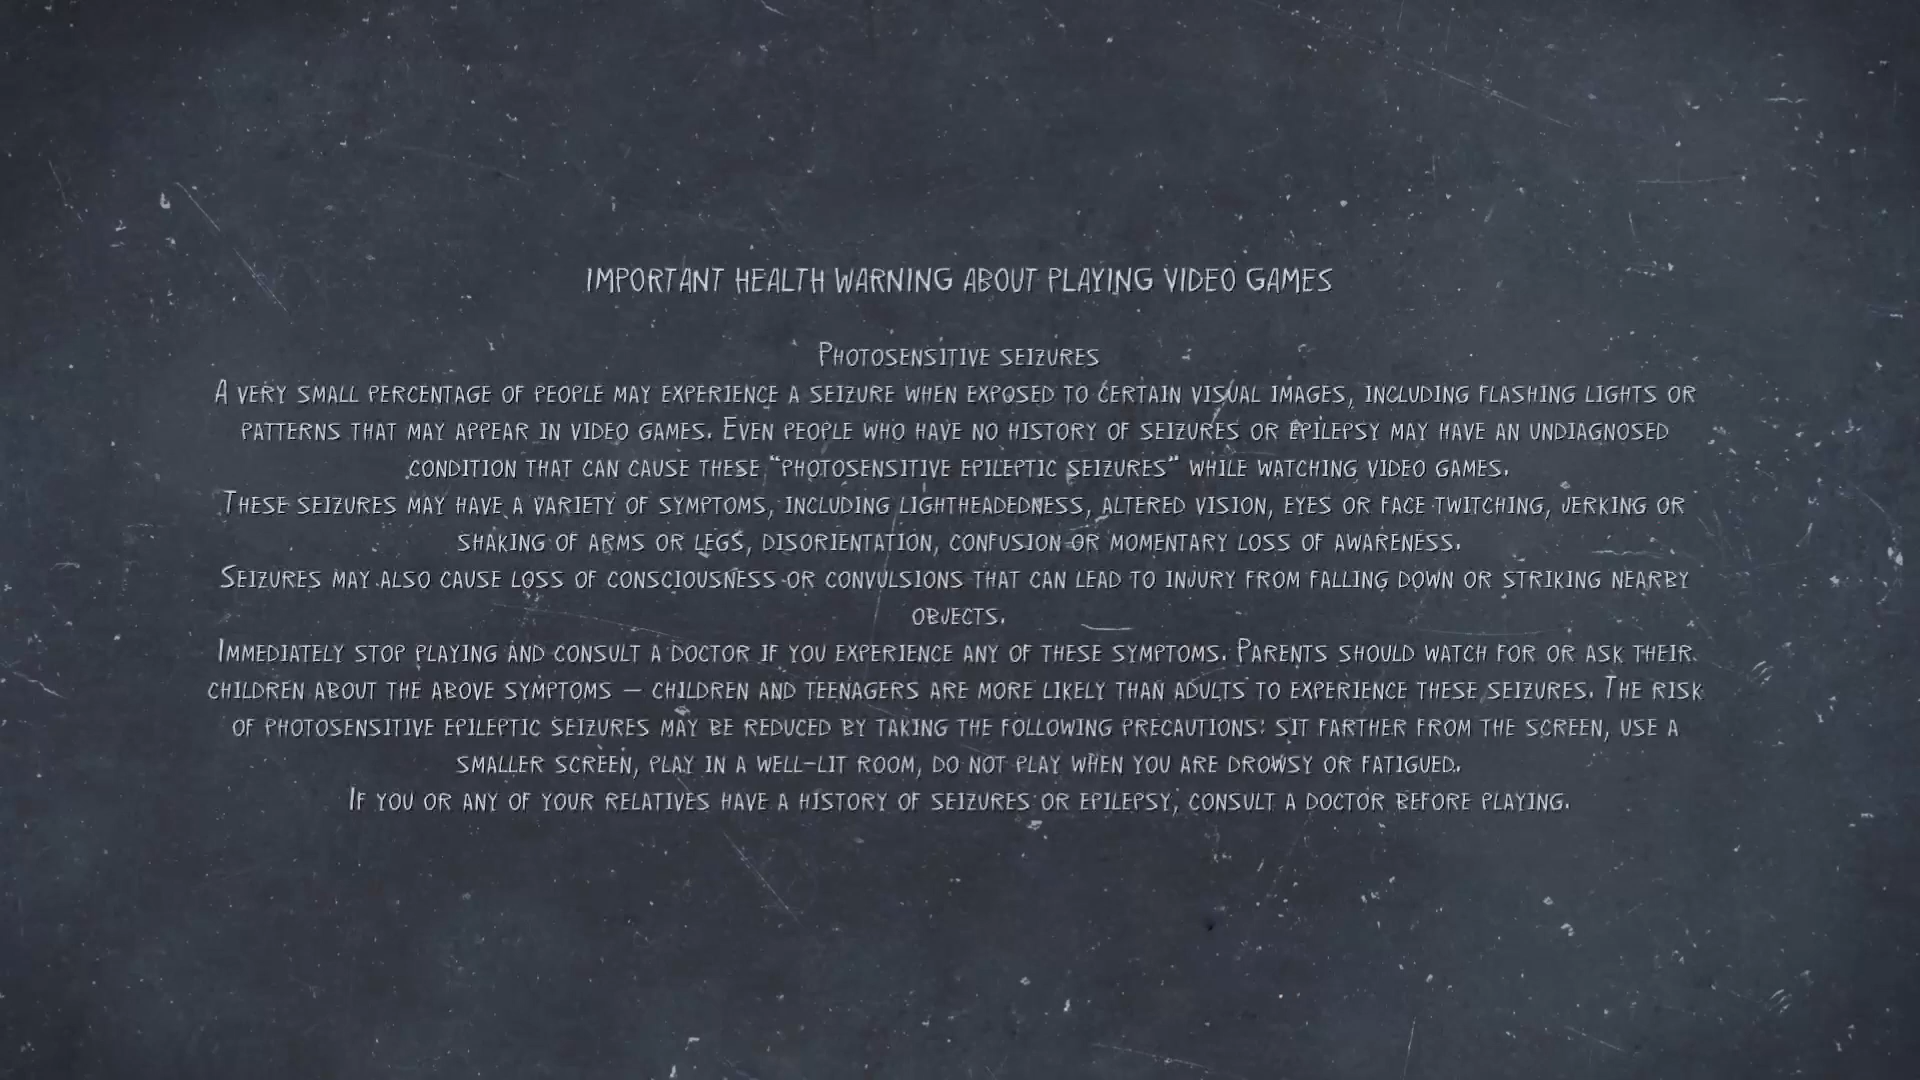 IMPORTANT HEALTH WARNING ABOUT PLAYING VIDEO GAMES
Photosensitive seizures
A very small percentage of people may experience a seizure when exposed to certain visual images, including flashing lights or
patterns that may appear in video games. Even people who have no history of seizures or epilepsy may have an undiagnosed
condition that can cause these “photosensitive epileptic seizures” while watching video games.
These seizures may have a variety of symptoms, including lightheadedness, altered vision, eyes or face twitching, jerking or
shaking of arms or legs, disorientation, confusion or momentary loss of awareness.
Seizures may also cause loss of consciousness or convulsions that can lead to injury from falling down or striking nearby
objects.
Immediately stop playing and consult a doctor if you experience any of these symptoms. Parents should watch for or ask their
children about the above symptoms — children and teenagers are more likely than adults to experience these seizures. The risk
of photosensitive epileptic seizures may be reduced by taking the following precautions: sit farther from the screen, use a
smaller screen, play in a well-lit room, do not play when you are drowsy or fatigued.
If you or any of your relatives have a history of seizures or epilepsy, consult a doctor before playing.